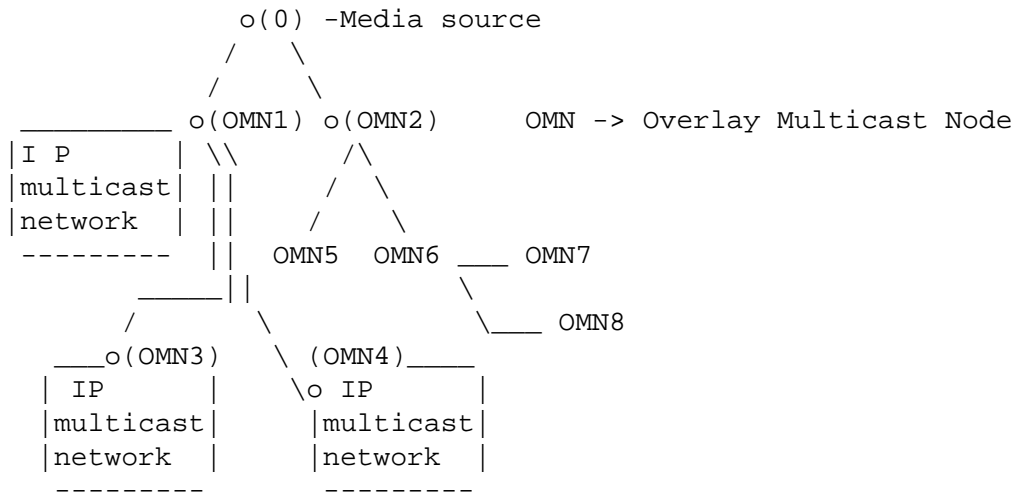 o(0) -Media source
o(OMN1) o(OMN2) OMN -> Overlay Multicast Node
I P
multicast
network
OMN5 OMN6 ___ OMN7
OMN8
o(OMN3) (OMN4)
IP o IP
multicast multicast
network network